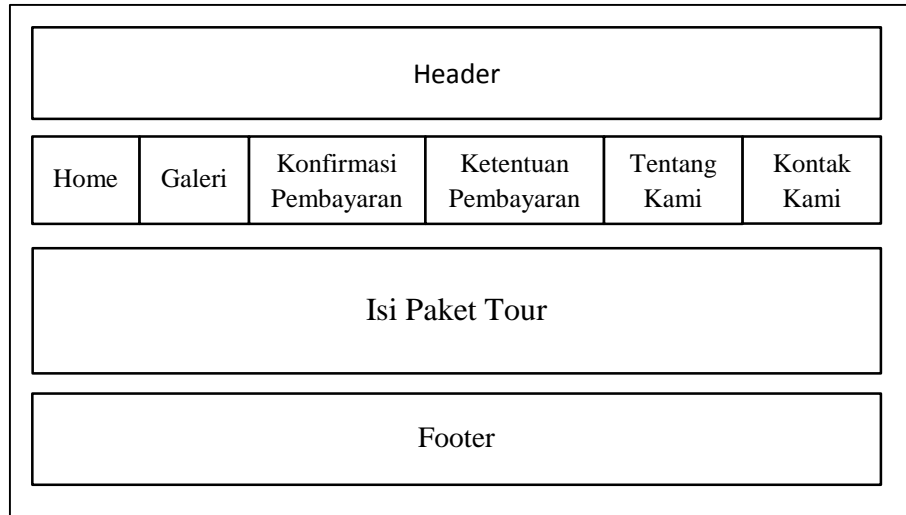 Header
Home
Galeri
Konfirmasi
Pembayaran
Ketentuan
Pembayaran
Tentang
Kami
Kontak
Kami
Isi Paket Tour
Footer